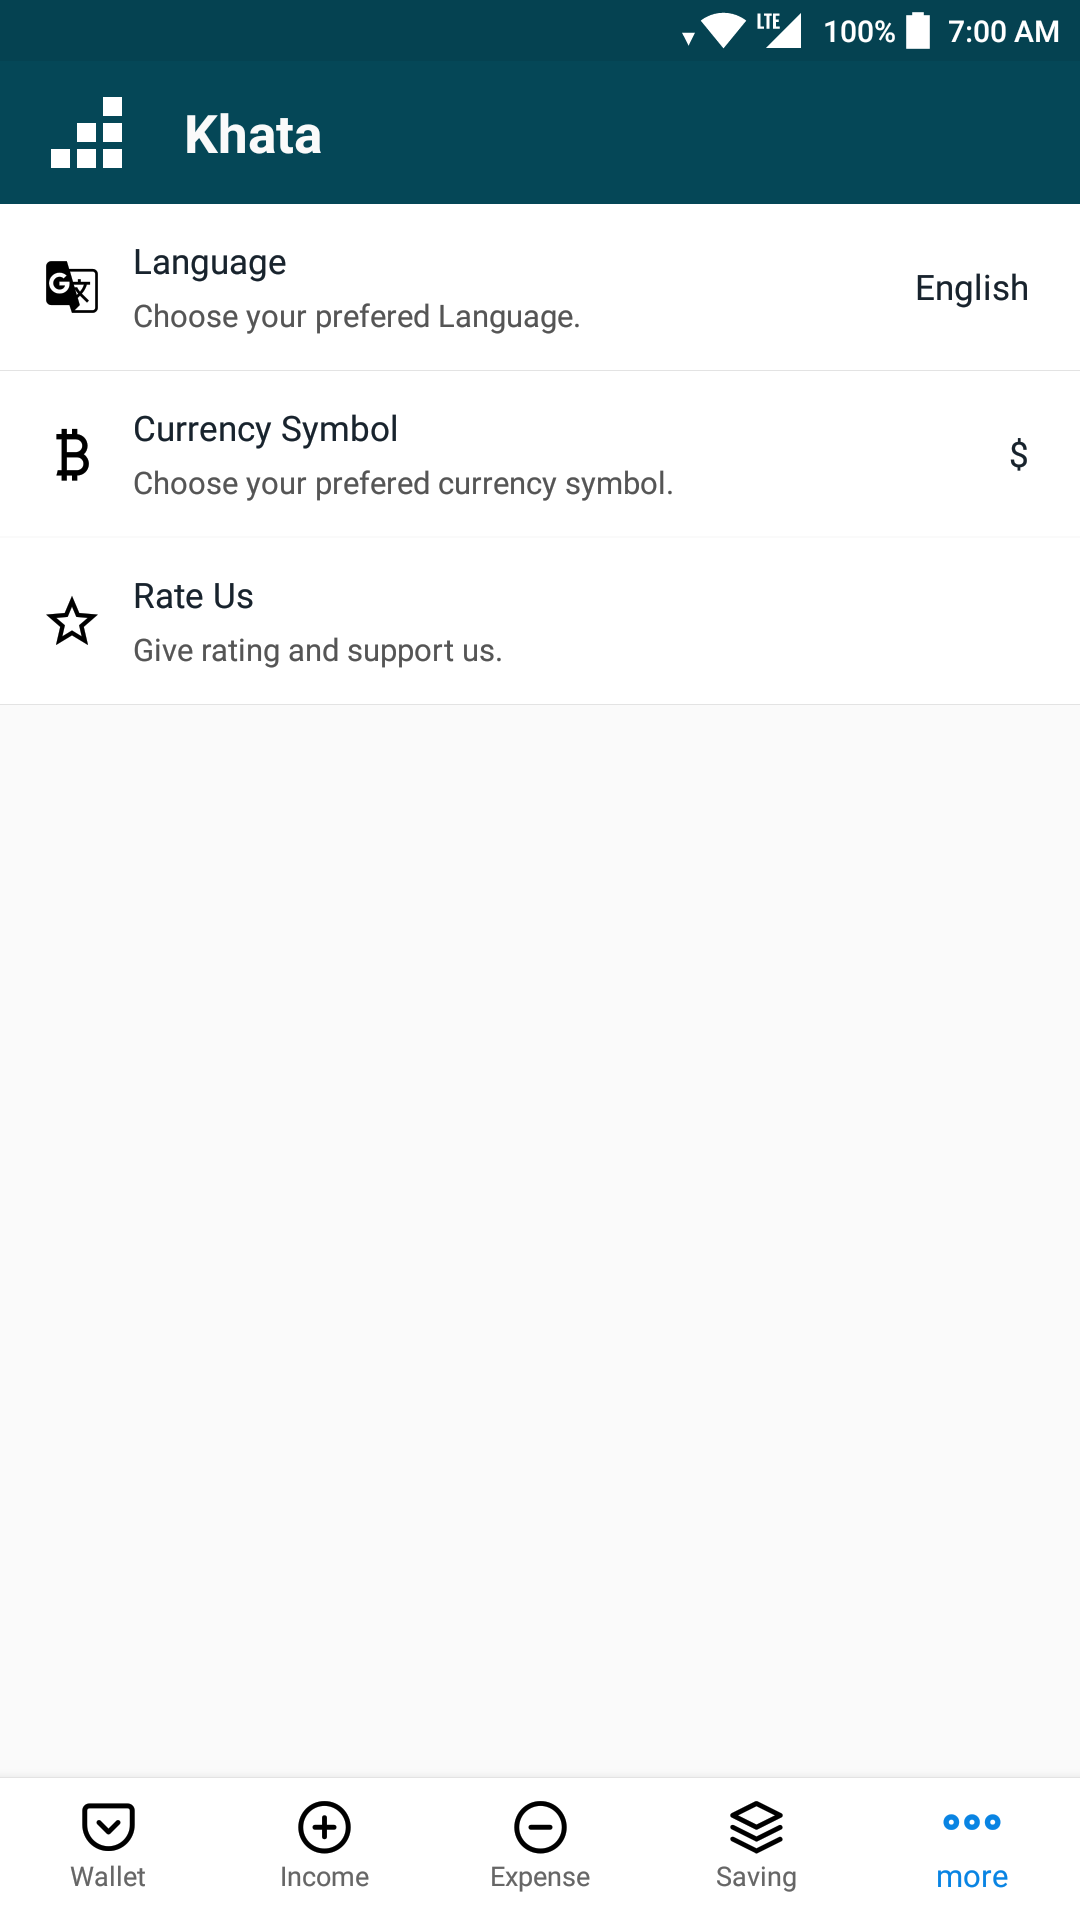 LTE 100% 7:00 AM
Khata
Language
Choose your prefered Language.
English
Currency Symbol
Choose your prefered currency symbol.
$
Rate Us
Give rating and support us.
Wallet Income Expense Saving more